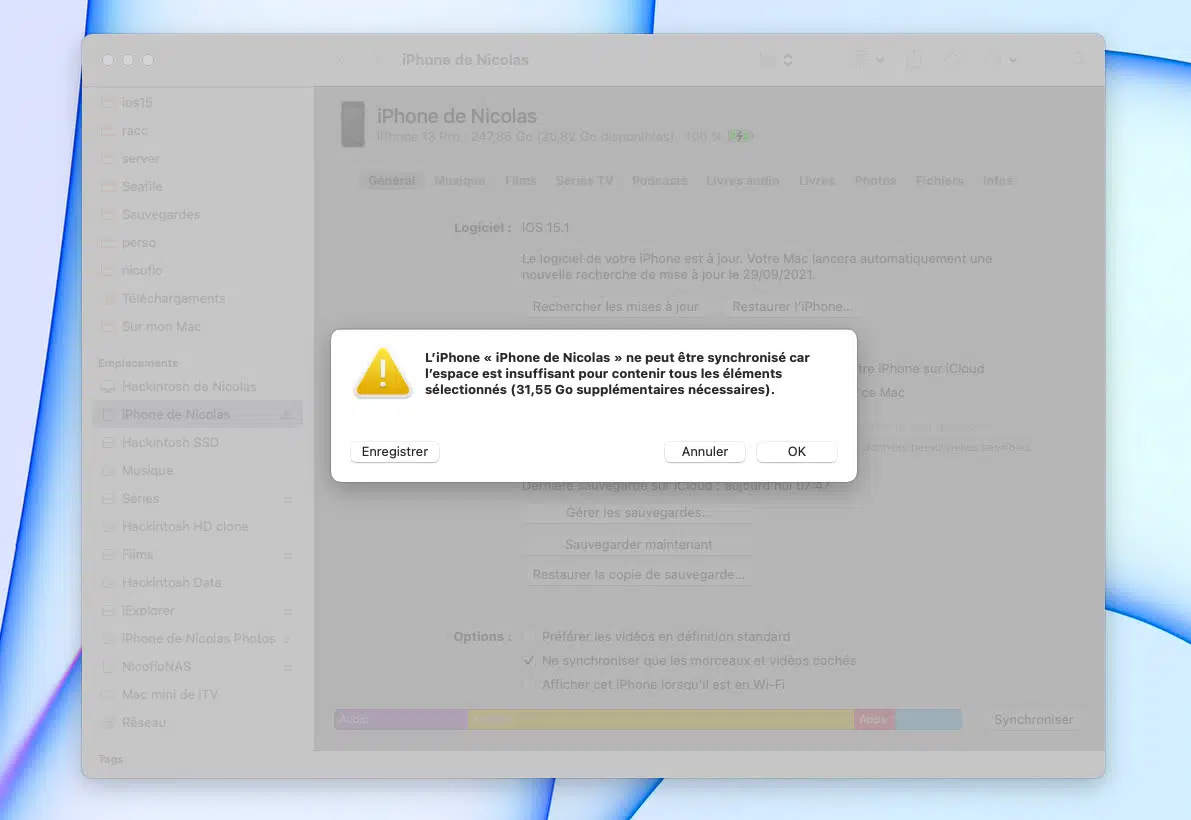 iPhone de Nicolas
ios15
racc
server
Seafile
Sauvegardes
perso
nicoflo
Téléchargements
Sur mon Mac
Emplacements
Hackintosh de Nicolas
iPhone de Nicolas
Hackintosh SSD
Musique
Séries
Hackintosh HD clone
Films
Hackintosh Data
iExplorer
iPhone de Nicolas Photos
NicofloNAS
Mac mini de iTV
Réseau
Tags
iPhone de Nicolas
iPhone 13 Pro · 247,86 Go (30,82 Go disponibles) · 100 %
Général Musique Films Séries TV Podcasts Livres audio Livres Photos Fichiers Infos
Logiciel : iOS 15.1
Le logiciel de votre iPhone est à jour. Votre Mac lancera automatiquement une
nouvelle recherche de mise à jour le 29/09/2021.
Rechercher les mises à jour Restaurer l'iPhone...
L'iPhone « iPhone de Nicolas » ne peut être synchronisé car
l'espace est insuffisant pour contenir tous les éléments
sélectionnés (31,55 Go supplémentaires nécessaires).
Enregistrer Annuler OK
iPhone sur iCloud
ce Mac
Dernière sauvegarde sur iCloud : aujourd'hui 07:47
Gérer les sauvegardes...
Sauvegarder maintenant
Restaurer la copie de sauvegarde...
Options : Préférer les vidéos en définition standard
Ne synchroniser que les morceaux et vidéos cochés
Afficher cet iPhone lorsqu'il est en Wi-Fi
Audio Apps Synchroniser